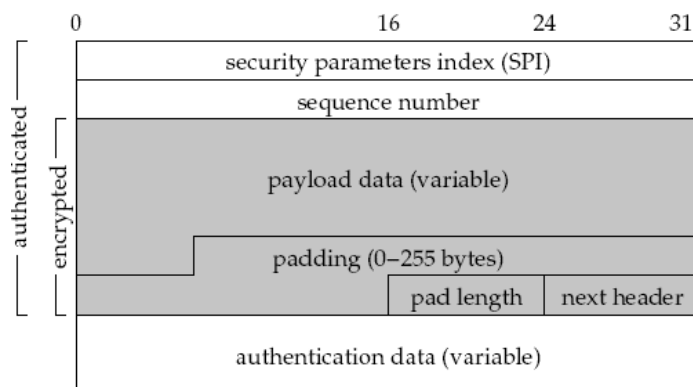 0 16 24 31
security parameters index (SPI)
sequence number
payload data (variable)
padding (0–255 bytes)
pad length next header
authentication data (variable)
authenticated
encrypted